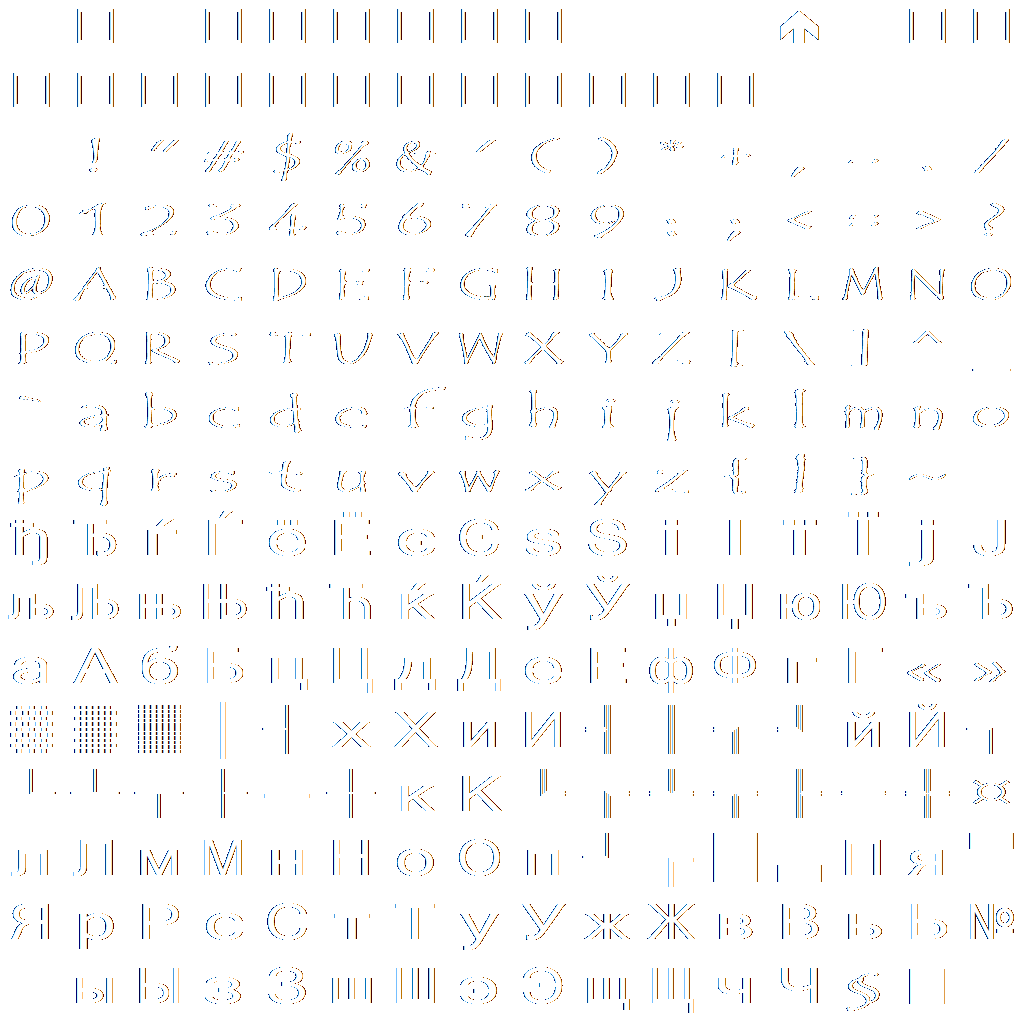 ↑
! " # $ % & ' ( ) * + , - . /
0 1 2 3 4 5 6 7 8 9 : ; < = > ?
@ A B C D E F G H I J K L M N O
P Q R S T U V W X Y Z [ \ ] ^ _
` a b c d e f g h i j k l m n o
p q r s t u v w x y z { | } ~
ђ Ђ ѓ Ѓ ё Ё є Є ѕ Ѕ і І ї Ї ј Ј
љ Љ њ Њ ћ Ћ ќ Ќ ў Ў џ Џ ю Ю ъ Ъ
а А б Б ц Ц д Д е Е ф Ф г Г « »
░ ▒ ▓ │ ┤ х Х и И ╣ ║ ╗ ╝ й Й ┐
└ ┴ ┬ ├ ─ ┼ к К ╚ ╔ ╩ ╦ ╠ ═ ╬ ¤
л Л м М н Н о О п ┘ ┌ █ ▄ П я ▀
Я р Р с С т Т у У ж Ж в В ь Ь №
ы Ы з З ш Ш э Э щ Щ ч Ч § ■